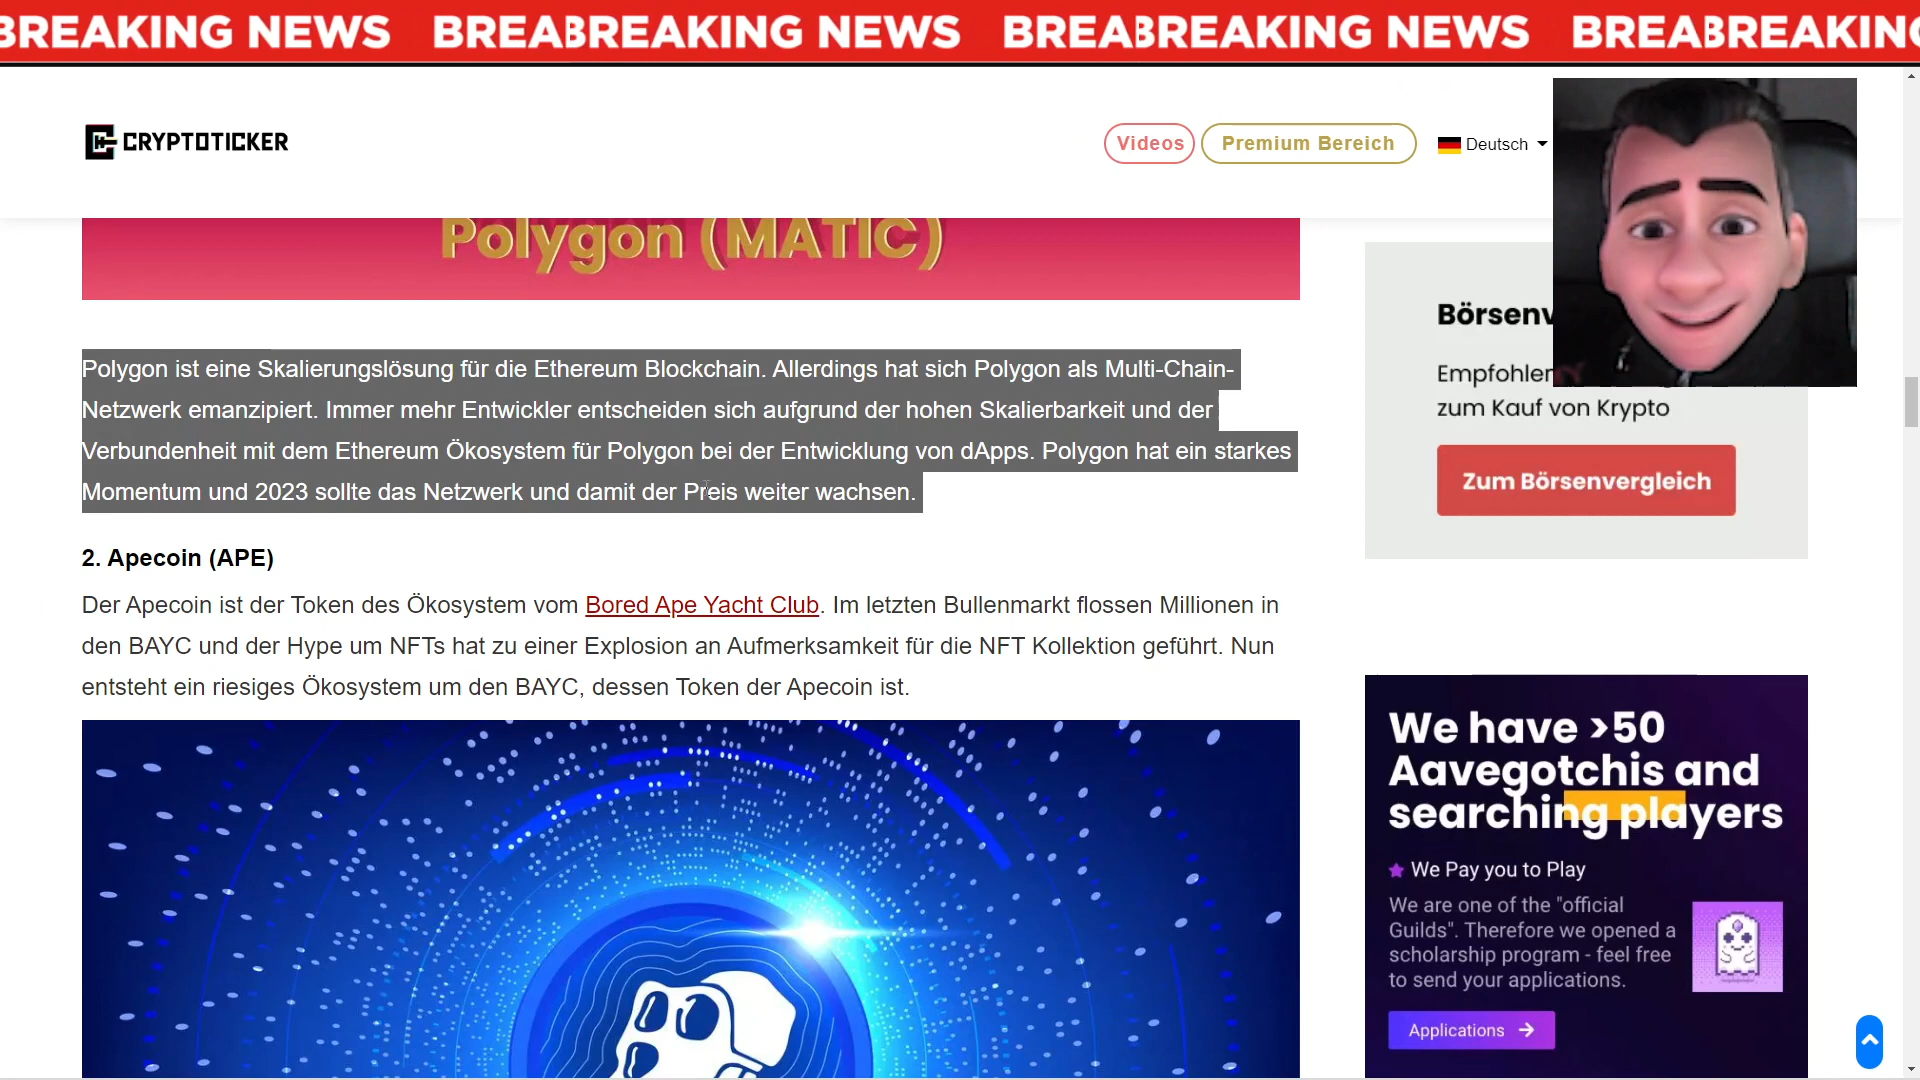 BREAKING NEWS BREABREAKING NEWS BREABREAKING NEWS BREABREAKING
CRYPTOTICKER
Videos
Premium Bereich
Deutsch
Polygon (MATIC)
Polygon ist eine Skalierungslösung für die Ethereum Blockchain. Allerdings hat sich Polygon als Multi-Chain-
Netzwerk emanzipiert. Immer mehr Entwickler entscheiden sich aufgrund der hohen Skalierbarkeit und der
Verbundenheit mit dem Ethereum Ökosystem für Polygon bei der Entwicklung von dApps. Polygon hat ein starkes
Momentum und 2023 sollte das Netzwerk und damit der Preis weiter wachsen.
2. Apecoin (APE)
Der Apecoin ist der Token des Ökosystem vom Bored Ape Yacht Club. Im letzten Bullenmarkt flossen Millionen in
den BAYC und der Hype um NFTs hat zu einer Explosion an Aufmerksamkeit für die NFT Kollektion geführt. Nun
entsteht ein riesiges Ökosystem um den BAYC, dessen Token der Apecoin ist.
Börsenv
Empfohlen
zum Kauf von Krypto
Zum Börsenvergleich
We have >50
Aavegotchis and
searching players
We Pay you to Play
We are one of the "official
Guilds". Therefore we opened a
scholarship program - feel free
to send your applications.
Applications